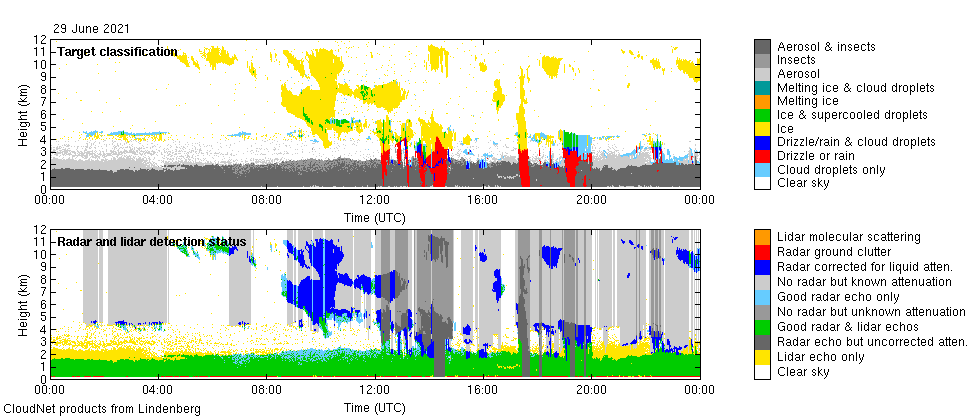 29 June 2021
Target classification
Height (km)
12
11
10
9
8
7
6
5
4
3
2
1
0
00:00 04:00 08:00 12:00 16:00 20:00 00:00
Time (UTC)
Aerosol & insects
Insects
Aerosol
Melting ice & cloud droplets
Melting ice
Ice & supercooled droplets
Ice
Drizzle/rain & cloud droplets
Drizzle or rain
Cloud droplets only
Clear sky
Radar and lidar detection status
Height (km)
12
11
10
9
8
7
6
5
4
3
2
1
0
00:00 04:00 08:00 12:00 16:00 20:00 00:00
Time (UTC)
Lidar molecular scattering
Radar ground clutter
Radar corrected for liquid atten.
No radar but known attenuation
Good radar echo only
No radar but unknown attenuation
Good radar & lidar echos
Radar echo but uncorrected atten.
Lidar echo only
Clear sky
CloudNet products from Lindenberg